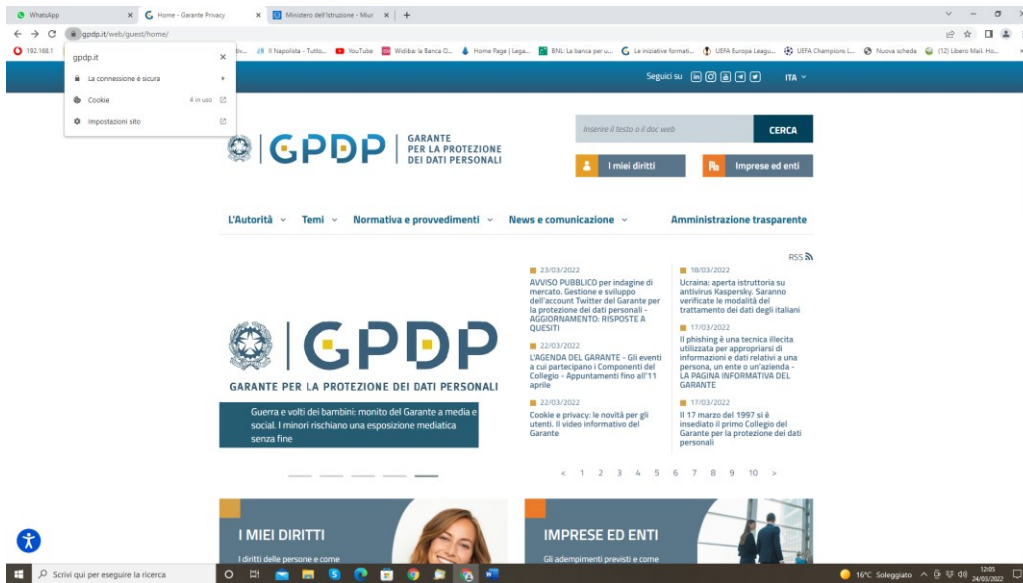 WhatsApp
Home - Garante Privacy
Ministero dell'Istruzione - Miur
gpdp.it/web/guest/home/
192.168.1
Il Napolista - Tutto...
YouTube
Widiba: la Banca O...
Home Page | Lega...
BNL: La banca per u...
Le iniziative formati...
UEFA Europa Leagu...
UEFA Champions L...
Nuova scheda
(12) Libero Mail. Ho...
gpdp.it
La connessione è sicura
Cookie
4 in uso
Impostazioni sito
Seguici su
ITA
GPDP
GARANTE
PER LA PROTEZIONE
DEI DATI PERSONALI
Inserire il testo o il doc web
CERCA
I miei diritti
Imprese ed enti
L'Autorità
Temi
Normativa e provvedimenti
News e comunicazione
Amministrazione trasparente
RSS
GPDP
GARANTE PER LA PROTEZIONE DEI DATI PERSONALI
Guerra e volti dei bambini: monito del Garante a media e
social. I minori rischiano una esposizione mediatica
senza fine
23/03/2022
AVVISO PUBBLICO per indagine di
mercato. Gestione e sviluppo
dell'account Twitter del Garante per
la protezione dei dati personali -
AGGIORNAMENTO: RISPOSTE A
QUESITI
22/03/2022
L'AGENDA DEL GARANTE - Gli eventi
a cui partecipano i Componenti del
Collegio - Appuntamenti fino all'11
aprile
22/03/2022
Cookie e privacy: le novità per gli
utenti. Il video informativo del
Garante
18/03/2022
Ucraina: aperta istruttoria su
antivirus Kaspersky. Saranno
verificate le modalità del
trattamento dei dati degli italiani
17/03/2022
Il phishing è una tecnica illecita
utilizzata per appropriarsi di
informazioni e dati relativi a una
persona, un ente o un'azienda -
LA PAGINA INFORMATIVA DEL
GARANTE
17/03/2022
Il 17 marzo del 1997 si è
insediato il primo Collegio del
Garante per la protezione dei dati
personali
< 1 2 3 4 5 6 7 8 9 10 >
I MIEI DIRITTI
I diritti delle persone e come
IMPRESE ED ENTI
Gli adempimenti previsti e come
Scrivi qui per eseguire la ricerca
16°C Soleggiato
12:05
24/03/2022